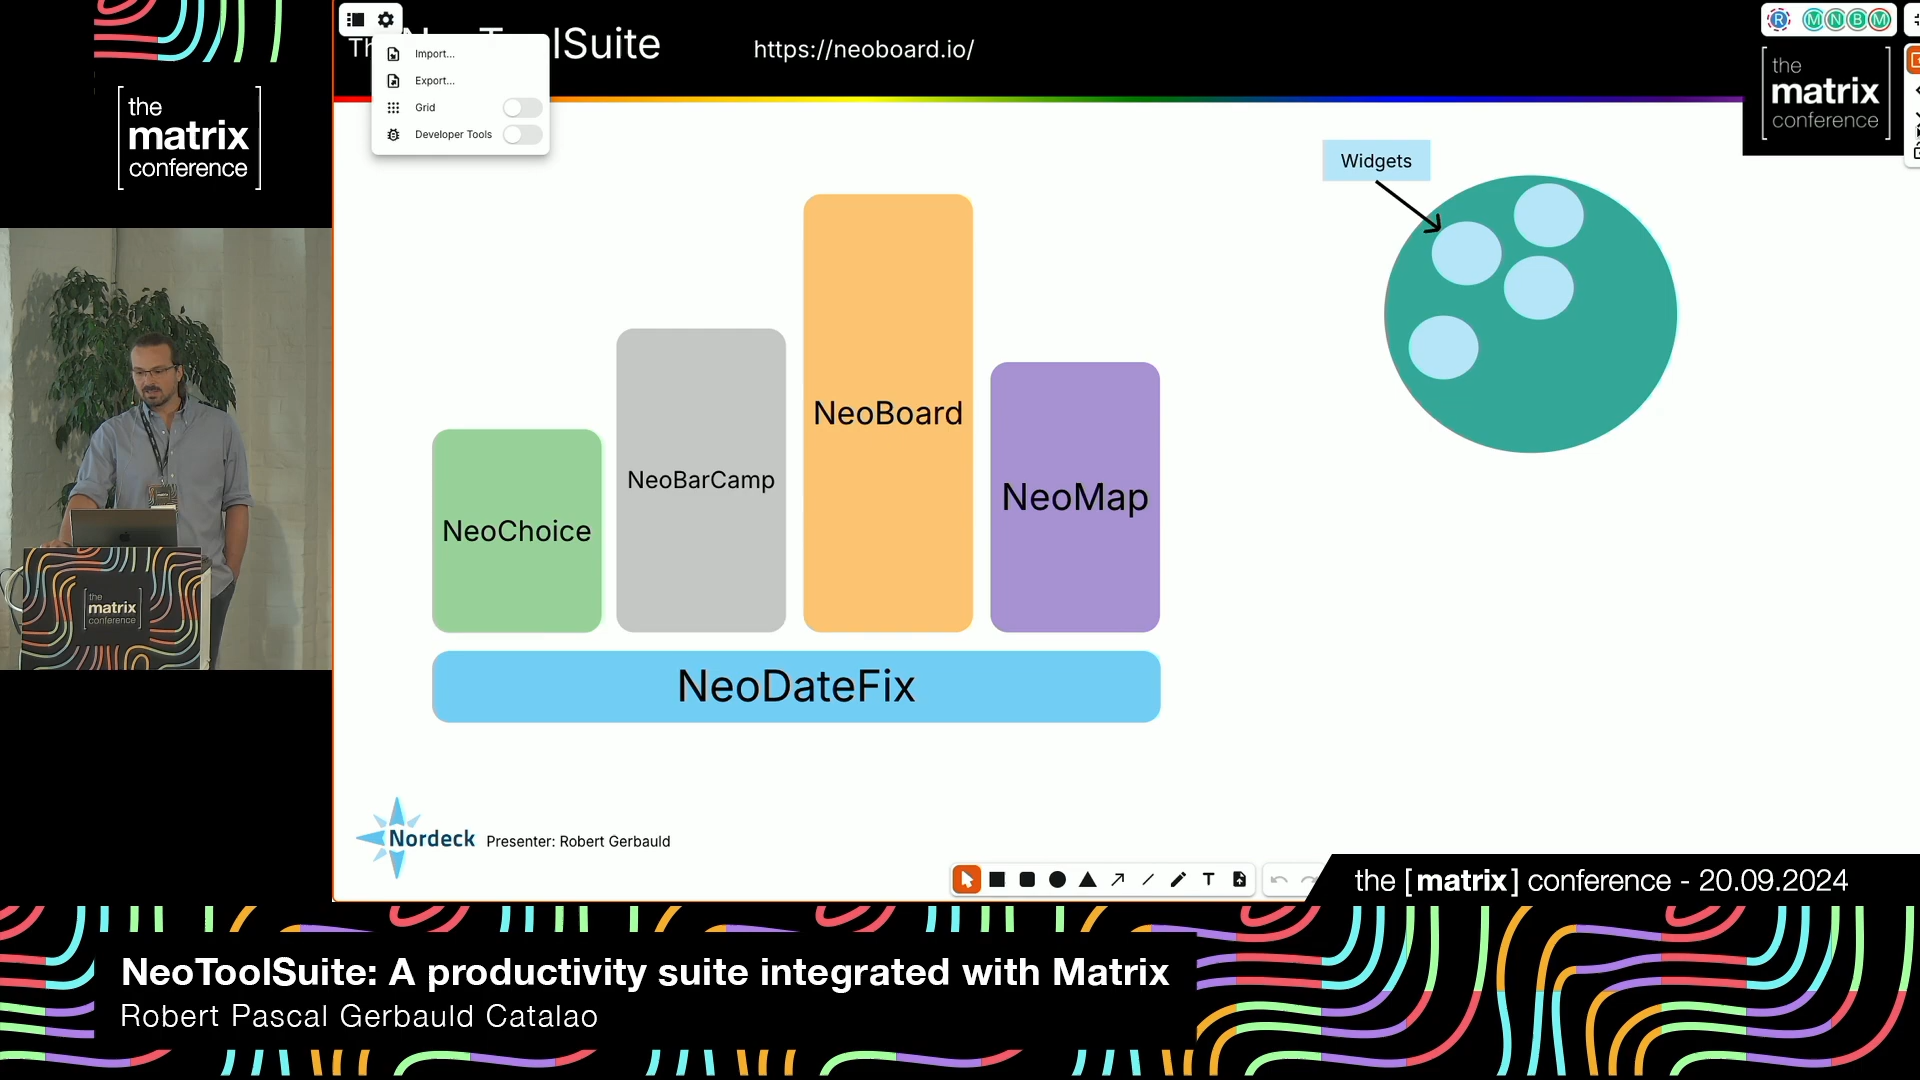 the
matrix
conference
The NeoToolSuite
https://neoboard.io/
Import...
Export...
Grid
Developer Tools
R
M
N
B
M
the
matrix
conference
Widgets
NeoChoice
NeoBarCamp
NeoBoard
NeoMap
NeoDateFix
the
matrix
conference
Nordeck
Presenter: Robert Gerbauld
T
the [matrix] conference - 20.09.2024
NeoToolSuite: A productivity suite integrated with Matrix
Robert Pascal Gerbauld Catalao